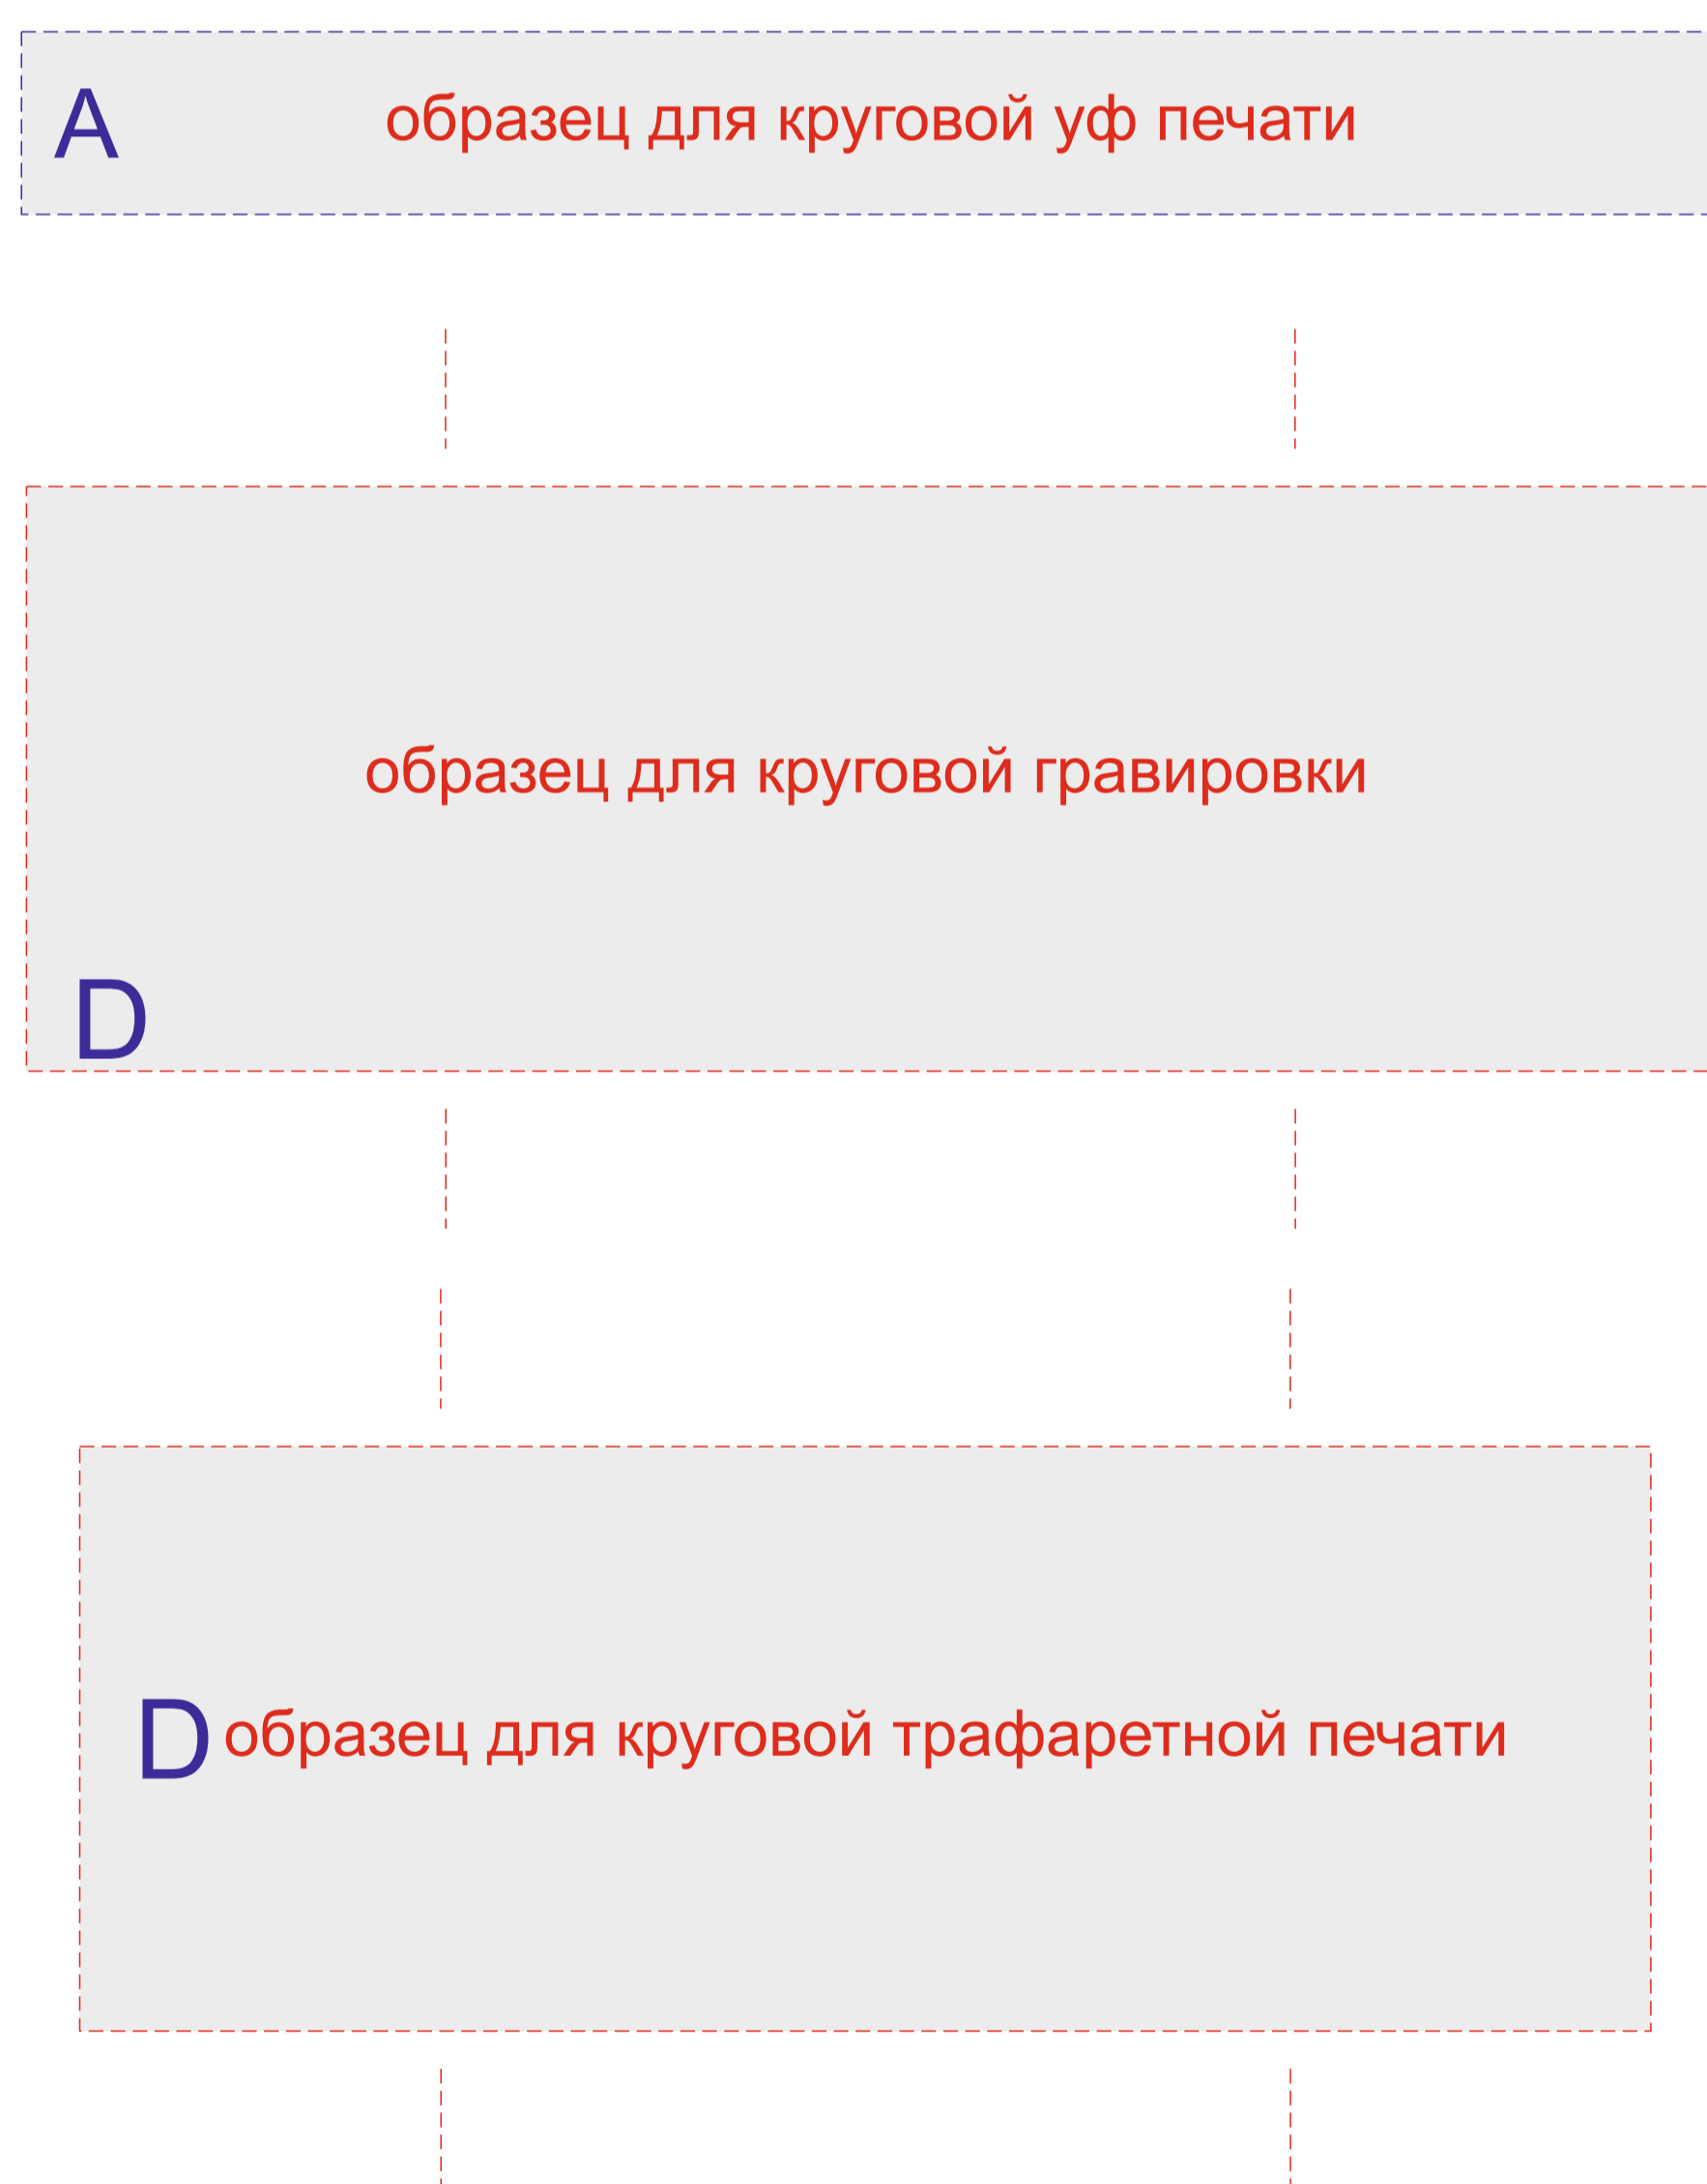 A
образец для круговой уф печати
образец для круговой гравировки
D
D образец для круговой трафаретной печати